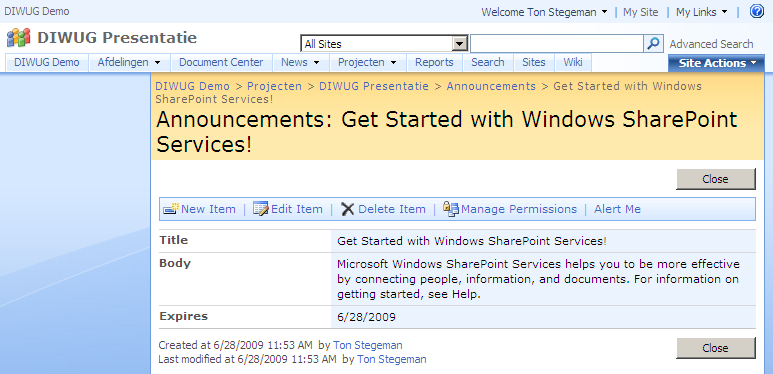 DIWUG Demo
Welcome Ton Stegeman | My Site | My Links |
DIWUG Presentatie
All Sites
Advanced Search
DIWUG Demo Afdelingen Document Center News Projecten Reports Search Sites Wiki Site Actions
DIWUG Demo > Projecten > DIWUG Presentatie > Announcements > Get Started with Windows
SharePoint Services!
Announcements: Get Started with Windows SharePoint
Services!
Close
New Item | Edit Item | Delete Item | Manage Permissions | Alert Me
Title Get Started with Windows SharePoint Services!
Body Microsoft Windows SharePoint Services helps you to be more effective
by connecting people, information, and documents. For information on
getting started, see Help.
Expires 6/28/2009
Created at 6/28/2009 11:53 AM by Ton Stegeman
Last modified at 6/28/2009 11:53 AM by Ton Stegeman
Close